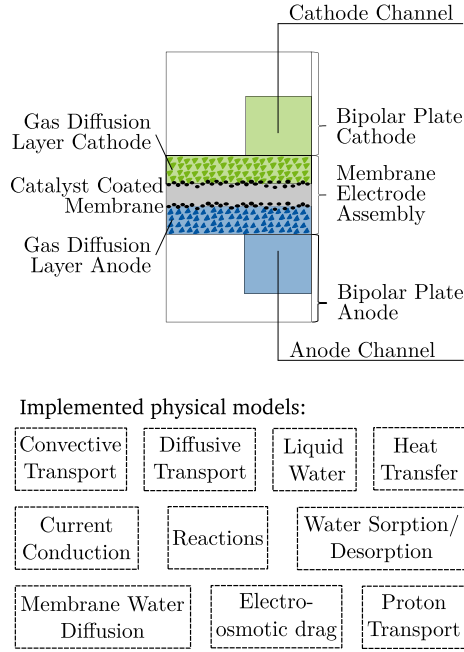 Cathode Channel
Gas Diffusion
Layer Cathode
Bipolar Plate
Cathode
Catalyst Coated
Membrane
Membrane
Electrode
Assembly
Gas Diffusion
Layer Anode
Bipolar Plate
Anode
Anode Channel
Implemented physical models:
Convective
Transport
Diffusive
Transport
Liquid
Water
Heat
Transfer
Current
Conduction
Reactions
Water Sorption/
Desorption
Membrane Water
Diffusion
Electro-
osmotic drag
Proton
Transport